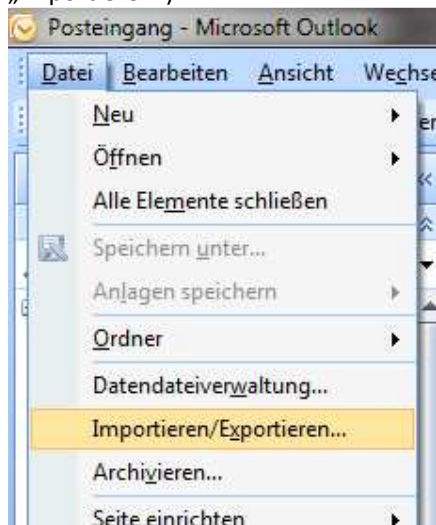 Posteingang - Microsoft Outlook
Datei Bearbeiten Ansicht Wechse
Neu
Öffnen
Alle Elemente schließen
Speichern unter...
Anlagen speichern
Ordner
Datendateiverwaltung...
Importieren/Exportieren...
Archivieren...
Seite einrichten